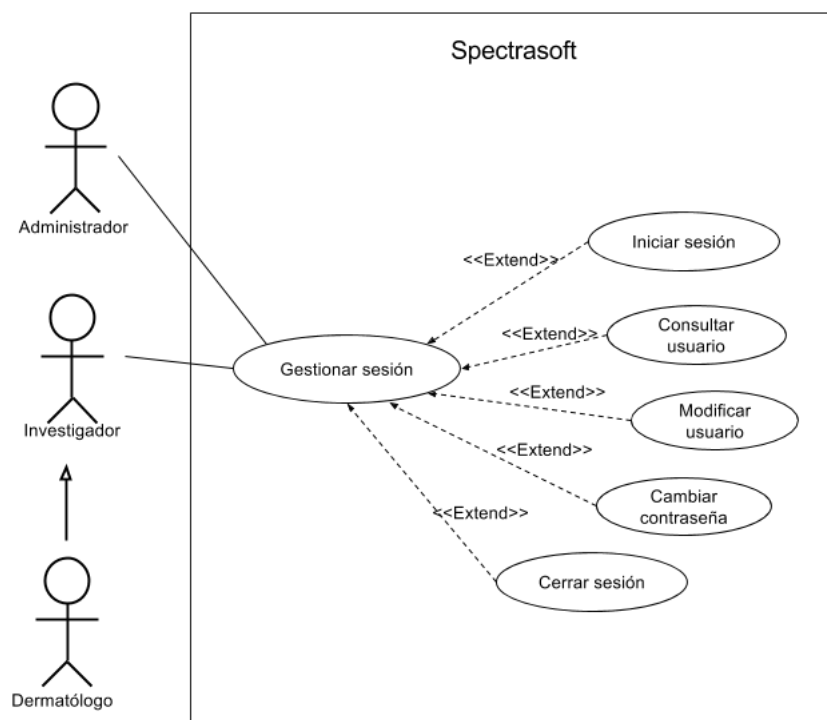 Spectrasoft
Administrador
Iniciar sesión
<<Extend>>
Consultar
usuario
<<Extend>>
Gestionar sesión
<<Extend>>
Modificar
usuario
Investigador
<<Extend>>
Cambiar
contraseña
<<Extend>>
Cerrar sesión
Dermatólogo